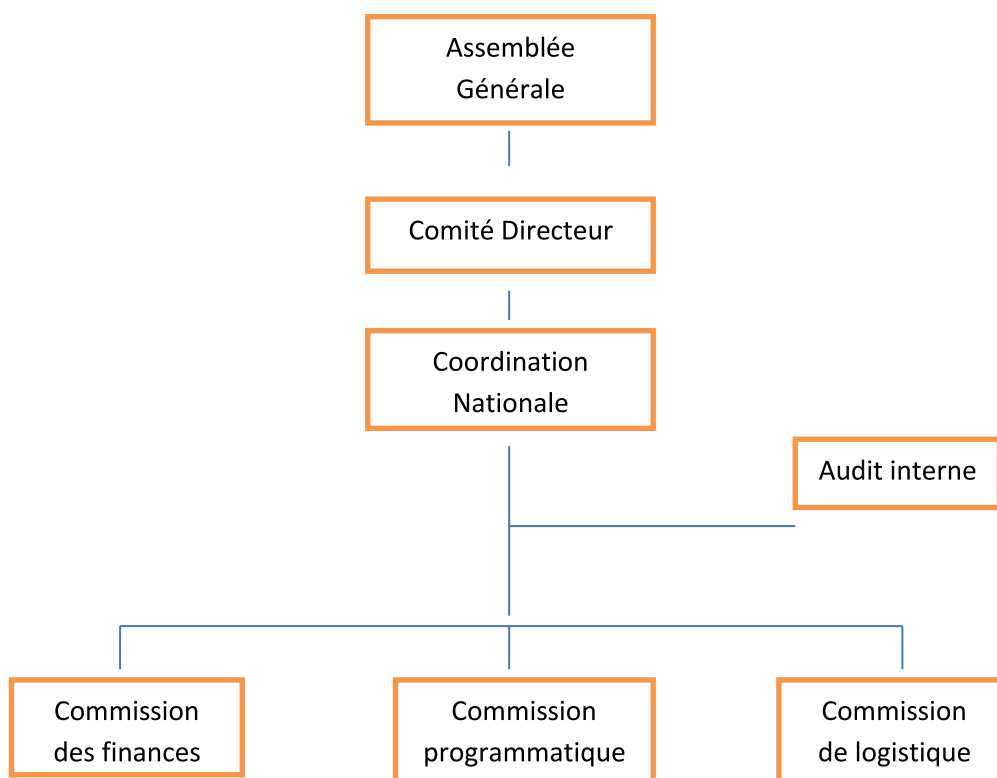 Assemblée
Générale
Comité Directeur
Coordination
Nationale
Audit interne
Commission
des finances
Commission
programmatique
Commission
de logistique